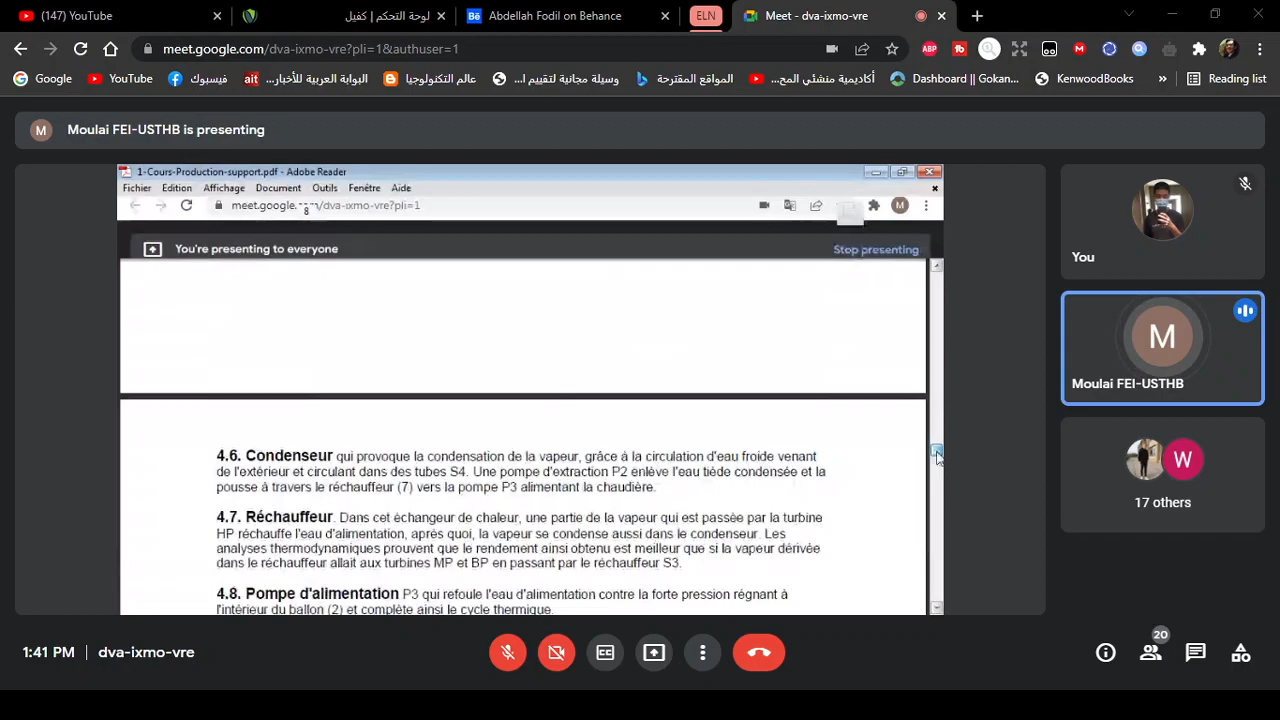 (147) YouTube
لوحة التحكم | كفيل
Abdellah Fodil on Behance
ELN
Meet - dva-ixmo-vre
meet.google.com/dva-ixmo-vre?pli=1&authuser=1
Google
YouTube
فيسبوك
البوابة العربية للأخبار...
عالم التكنولوجيا
وسيلة مجانية لتقييم ا...
المواقع المقترحة
أكاديمية منشئي المح...
Dashboard || Gokan...
KenwoodBooks
»
Reading list
M Moulai FEI-USTHB is presenting
1-Cours-Production-support.pdf - Adobe Reader
Fichier Edition Affichage Document Outils Fenêtre Aide
meet.google.com/dva-ixmo-vre?pli=1
8
M
You're presenting to everyone
Stop presenting
4.6. Condenseur qui provoque la condensation de la vapeur, grâce à la circulation d'eau froide venant
de l'extérieur et circulant dans des tubes S4. Une pompe d'extraction P2 enlève l'eau tiède condensée et la
pousse à travers le réchauffeur (7) vers la pompe P3 alimentant la chaudière.
4.7. Réchauffeur. Dans cet échangeur de chaleur, une partie de la vapeur qui est passée par la turbine
HP réchauffe l'eau d'alimentation, après quoi, la vapeur se condense aussi dans le condenseur. Les
analyses thermodynamiques prouvent que le rendement ainsi obtenu est meilleur que si la vapeur dérivée
dans le réchauffeur allait aux turbines MP et BP en passant par le réchauffeur S3.
4.8. Pompe d'alimentation P3 qui refoule l'eau d'alimentation contre la forte pression régnant à
l'intérieur du ballon (2) et complète ainsi le cycle thermique.
You
M
Moulai FEI-USTHB
W
17 others
1:41 PM | dva-ixmo-vre
20